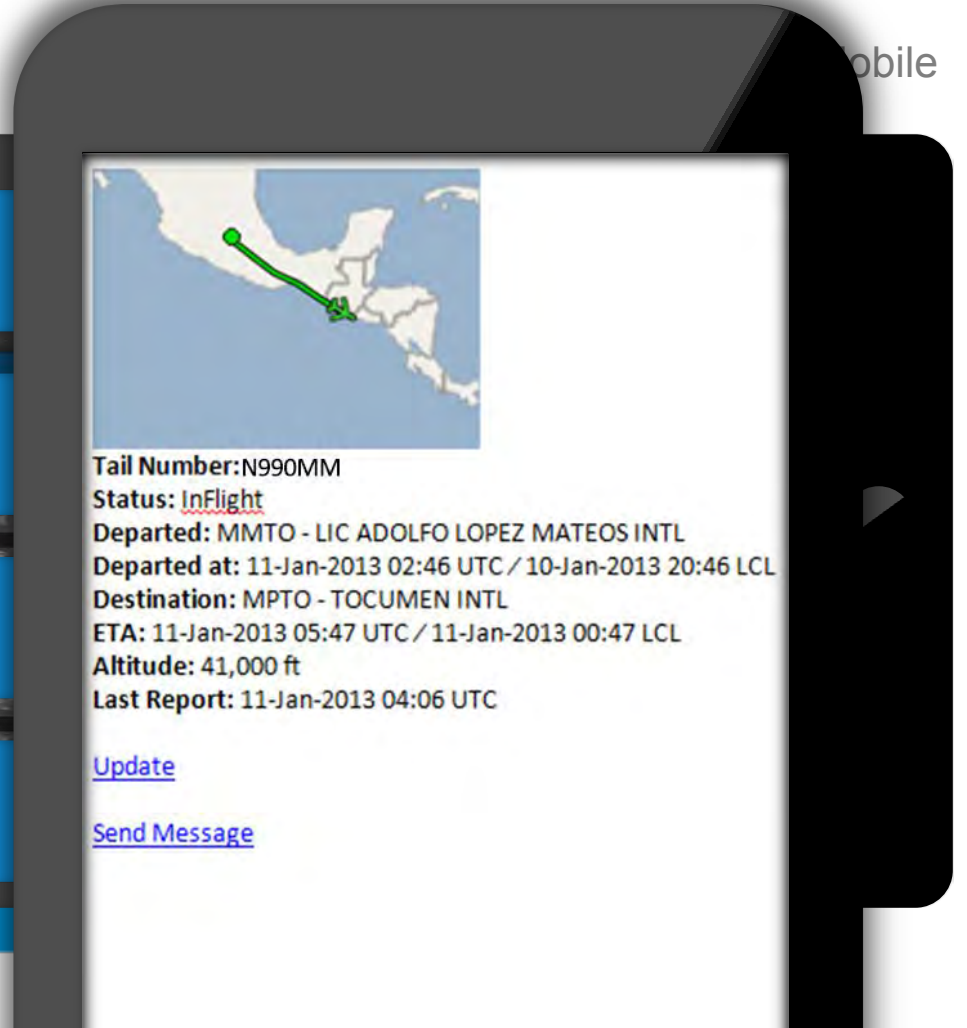 Tail Number:N990MM
Status: InFlight
Departed: MMTO - LIC ADOLFO LOPEZ MATEOS INTL
Departed at: 11-Jan-2013 02:46 UTC / 10-Jan-2013 20:46 LCL
Destination: MPTO - TOCUMEN INTL
ETA: 11-Jan-2013 05:47 UTC / 11-Jan-2013 00:47 LCL
Altitude: 41,000 ft
Last Report: 11-Jan-2013 04:06 UTC
Update
Send Message